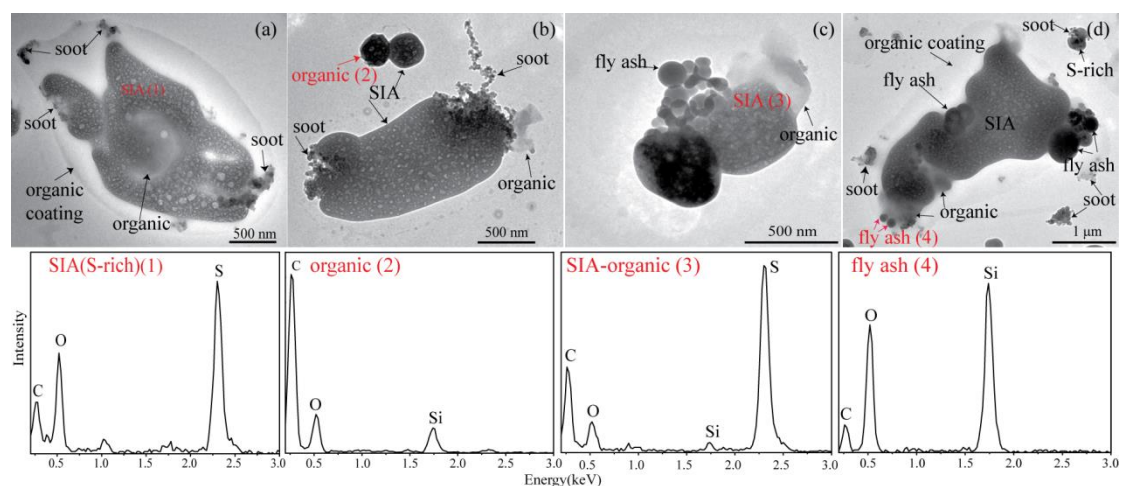 (a)
soot
SIA(1)
soot
soot
organic
coating
organic
500 nm
(b)
organic (2)
SIA
soot
soot
organic
500 nm
(c)
fly ash
SIA (3)
organic
500 nm
(d)
soot
organic coating
S-rich
fly ash
SIA
fly ash
soot
organic
soot
fly ash (4)
1 μm
SIA(S-rich)(1)
S
O
C
Intensity
0.5 1.0 1.5 2.0 2.5 3.0
organic (2)
C
O
Si
0.5 1.0 1.5 2.0 2.5 3.0
SIA-organic (3)
S
C
O
Si
0.5 1.0 1.5 2.0 2.5 3.0
fly ash (4)
Si
O
C
0.5 1.0 1.5 2.0 2.5 3.0
Energy(keV)